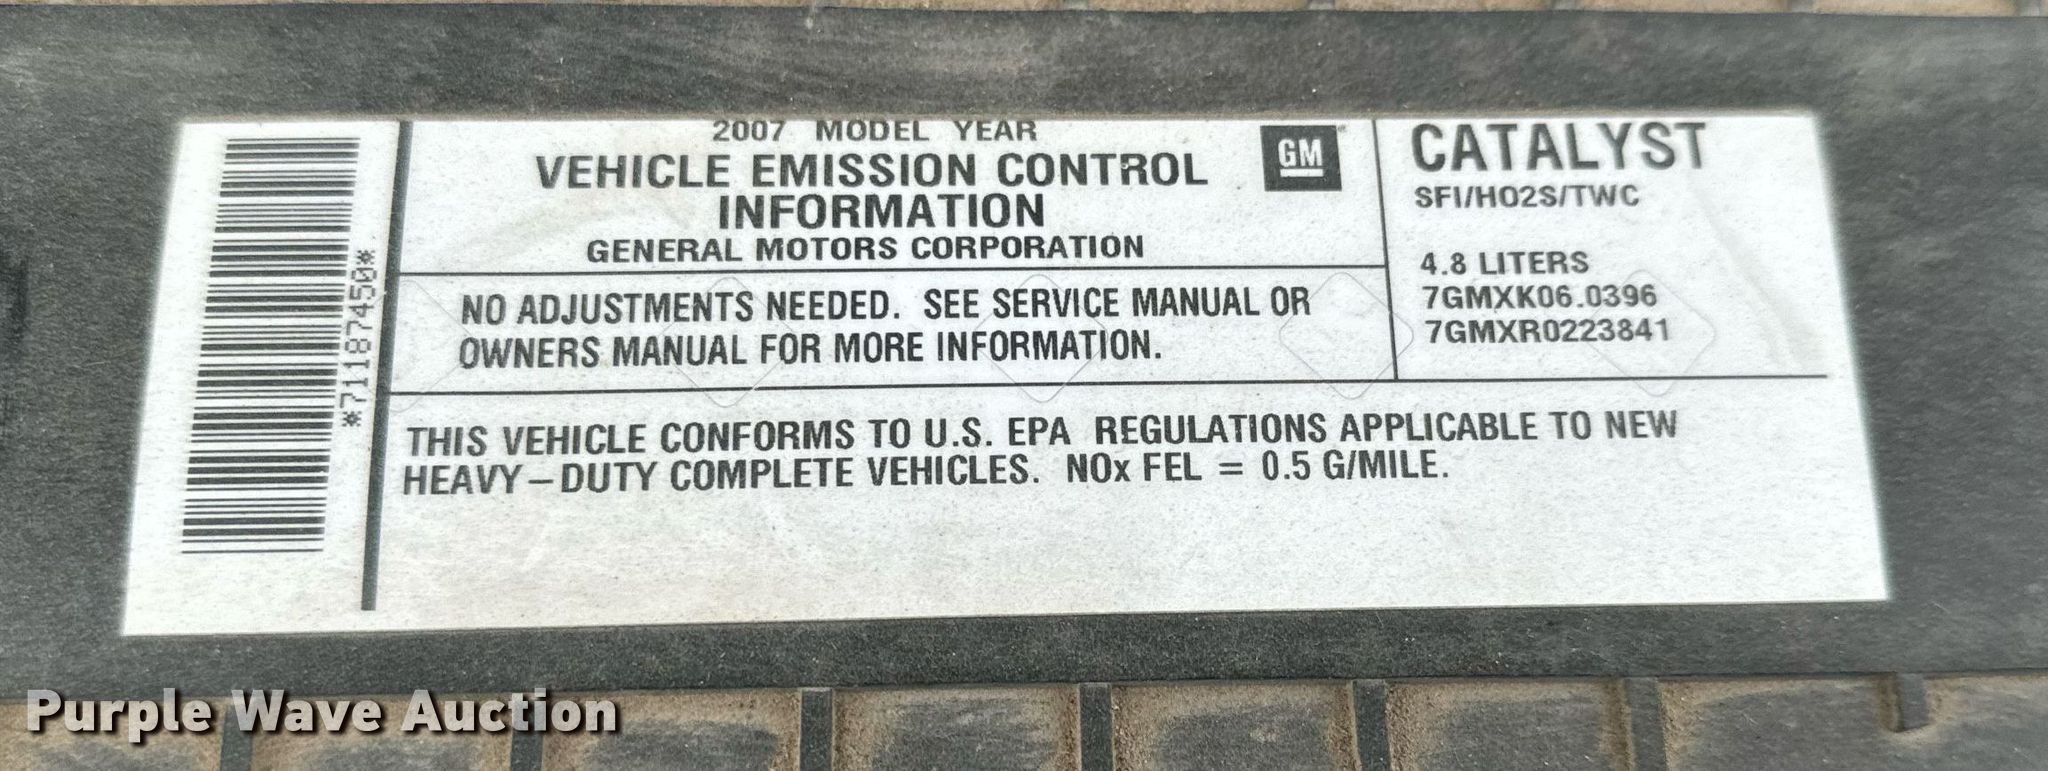 *711874450*
2007 MODEL YEAR
VEHICLE EMISSION CONTROL
INFORMATION
GENERAL MOTORS CORPORATION
GM
NO ADJUSTMENTS NEEDED. SEE SERVICE MANUAL OR
OWNERS MANUAL FOR MORE INFORMATION.
CATALYST
SFI/HO2S/TWC
4.8 LITERS
7GMXK06.0396
7GMXR0223841
THIS VEHICLE CONFORMS TO U.S. EPA REGULATIONS APPLICABLE TO NEW
HEAVY-DUTY COMPLETE VEHICLES. NOx FEL = 0.5 G/MILE.
Purple Wave Auction